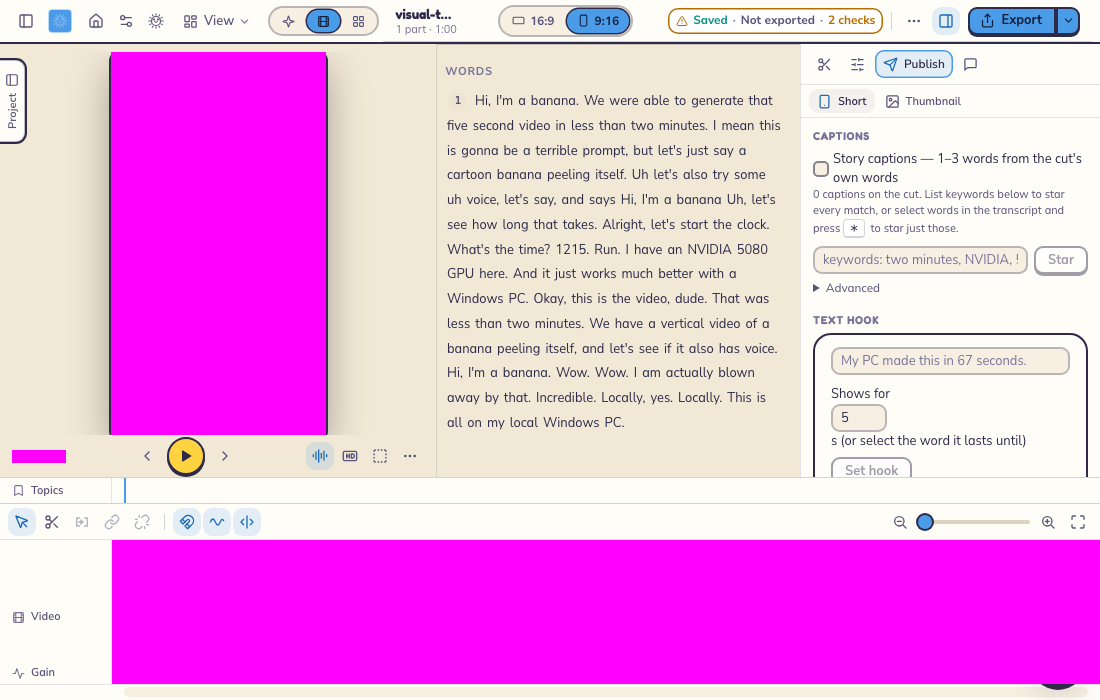 View
visual-t...
1 part · 1:00
16:9
9:16
Saved · Not exported · 2 checks
Export
Project
WORDS
1 Hi, I'm a banana. We were able to generate that
five second video in less than two minutes. I mean this
is gonna be a terrible prompt, but let's just say a
cartoon banana peeling itself. Uh let's also try some
uh voice, let's say, and says Hi, I'm a banana Uh, let's
see how long that takes. Alright, let's start the clock.
What's the time? 1215. Run. I have an NVIDIA 5080
GPU here. And it just works much better with a
Windows PC. Okay, this is the video, dude. That was
less than two minutes. We have a vertical video of a
banana peeling itself, and let's see if it also has voice.
Hi, I'm a banana. Wow. Wow. I am actually blown
away by that. Incredible. Locally, yes. Locally. This is
all on my local Windows PC.
Publish
Short
Thumbnail
CAPTIONS
Story captions — 1–3 words from the cut's
own words
0 captions on the cut. List keywords below to star
every match, or select words in the transcript and
press * to star just those.
keywords: two minutes, NVIDIA, !
Star
Advanced
TEXT HOOK
My PC made this in 67 seconds.
Shows for
5
s (or select the word it lasts until)
Set hook
HD
Topics
Video
Gain